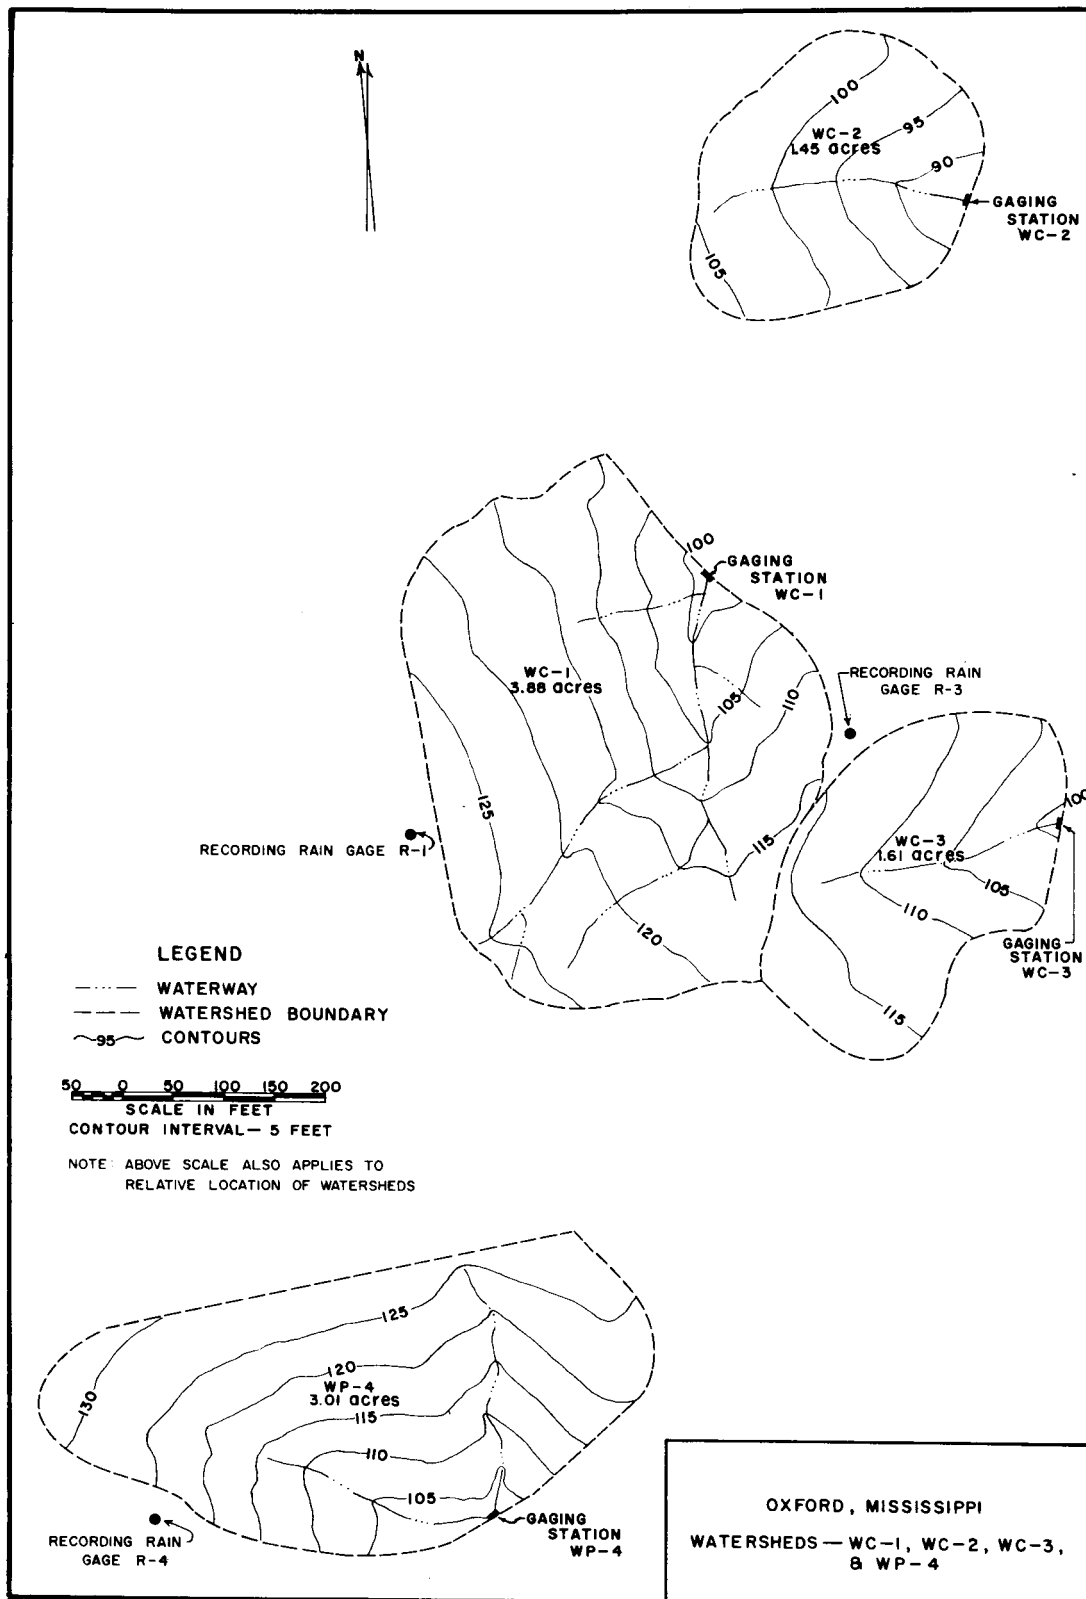 N
100
WC-2
1.45 acres
95
90
GAGING
STATION
WC-2
105
100
GAGING
STATION
WC-1
WC-1
3.88 acres
RECORDING RAIN
GAGE R-3
105
110
125
100
RECORDING RAIN GAGE R-1
115
WC-3
1.61 acres
105
110
120
GAGING
STATION
WC-3
115
LEGEND
WATERWAY
WATERSHED BOUNDARY
95 CONTOURS
50 0 50 100 150 200
SCALE IN FEET
CONTOUR INTERVAL— 5 FEET
NOTE: ABOVE SCALE ALSO APPLIES TO
RELATIVE LOCATION OF WATERSHEDS
125
130
120
WP-4
3.01 acres
115
110
105
GAGING
STATION
WP-4
RECORDING RAIN
GAGE R-4
OXFORD, MISSISSIPPI
WATERSHEDS — WC-1, WC-2, WC-3,
& WP-4